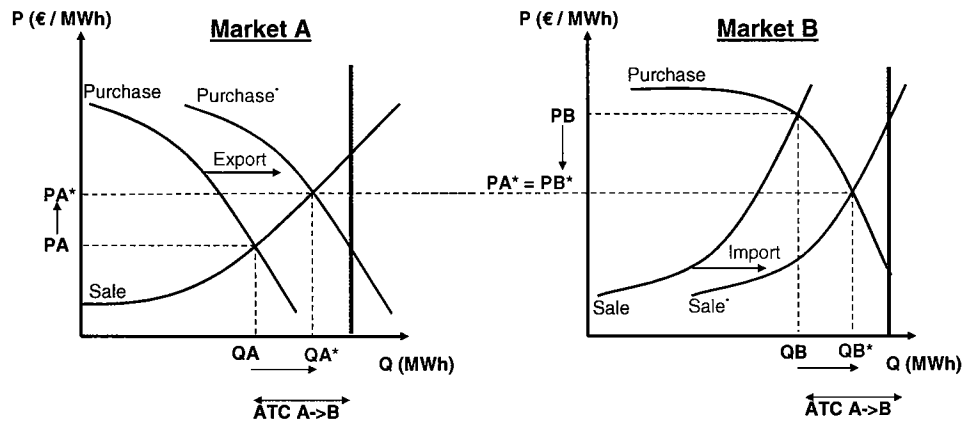 P (€ / MWh)
Market A
Purchase
Purchase*
Export
PA*
PA
Sale
QA
QA*
Q (MWh)
ATC A->B
P (€ / MWh)
Market B
Purchase
PB
PA* = PB*
Import
Sale
Sale*
QB
QB*
Q (MWh)
ATC A->B